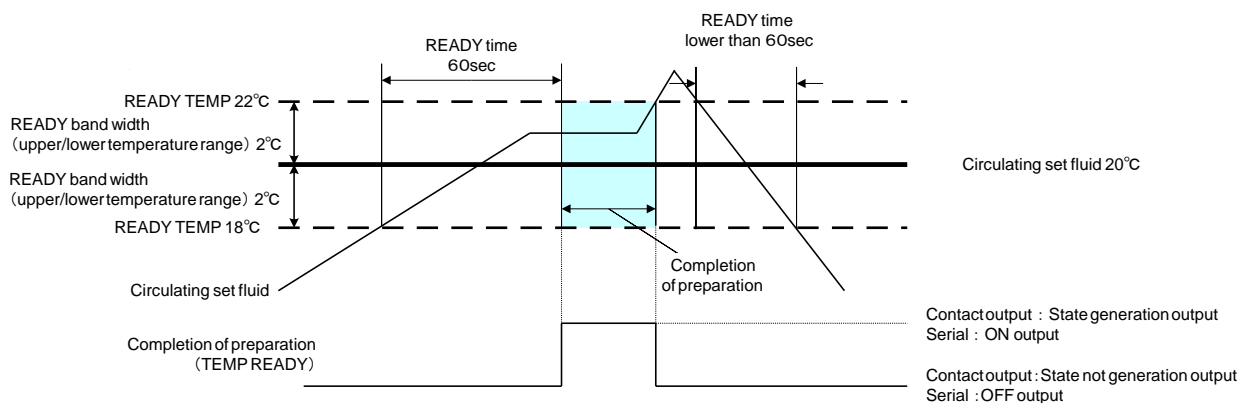 READY time
lower than 60sec
READY time
60sec
READY TEMP 22℃
READY band width
(upper/lower temperature range) 2℃
Circulating set fluid 20℃
READY band width
(upper/lower temperature range) 2℃
READY TEMP 18℃
Completion
of preparation
Circulating set fluid
Contact output : State generation output
Serial : ON output
Completion of preparation
(TEMP READY)
Contact output : State not generation output
Serial : OFF output